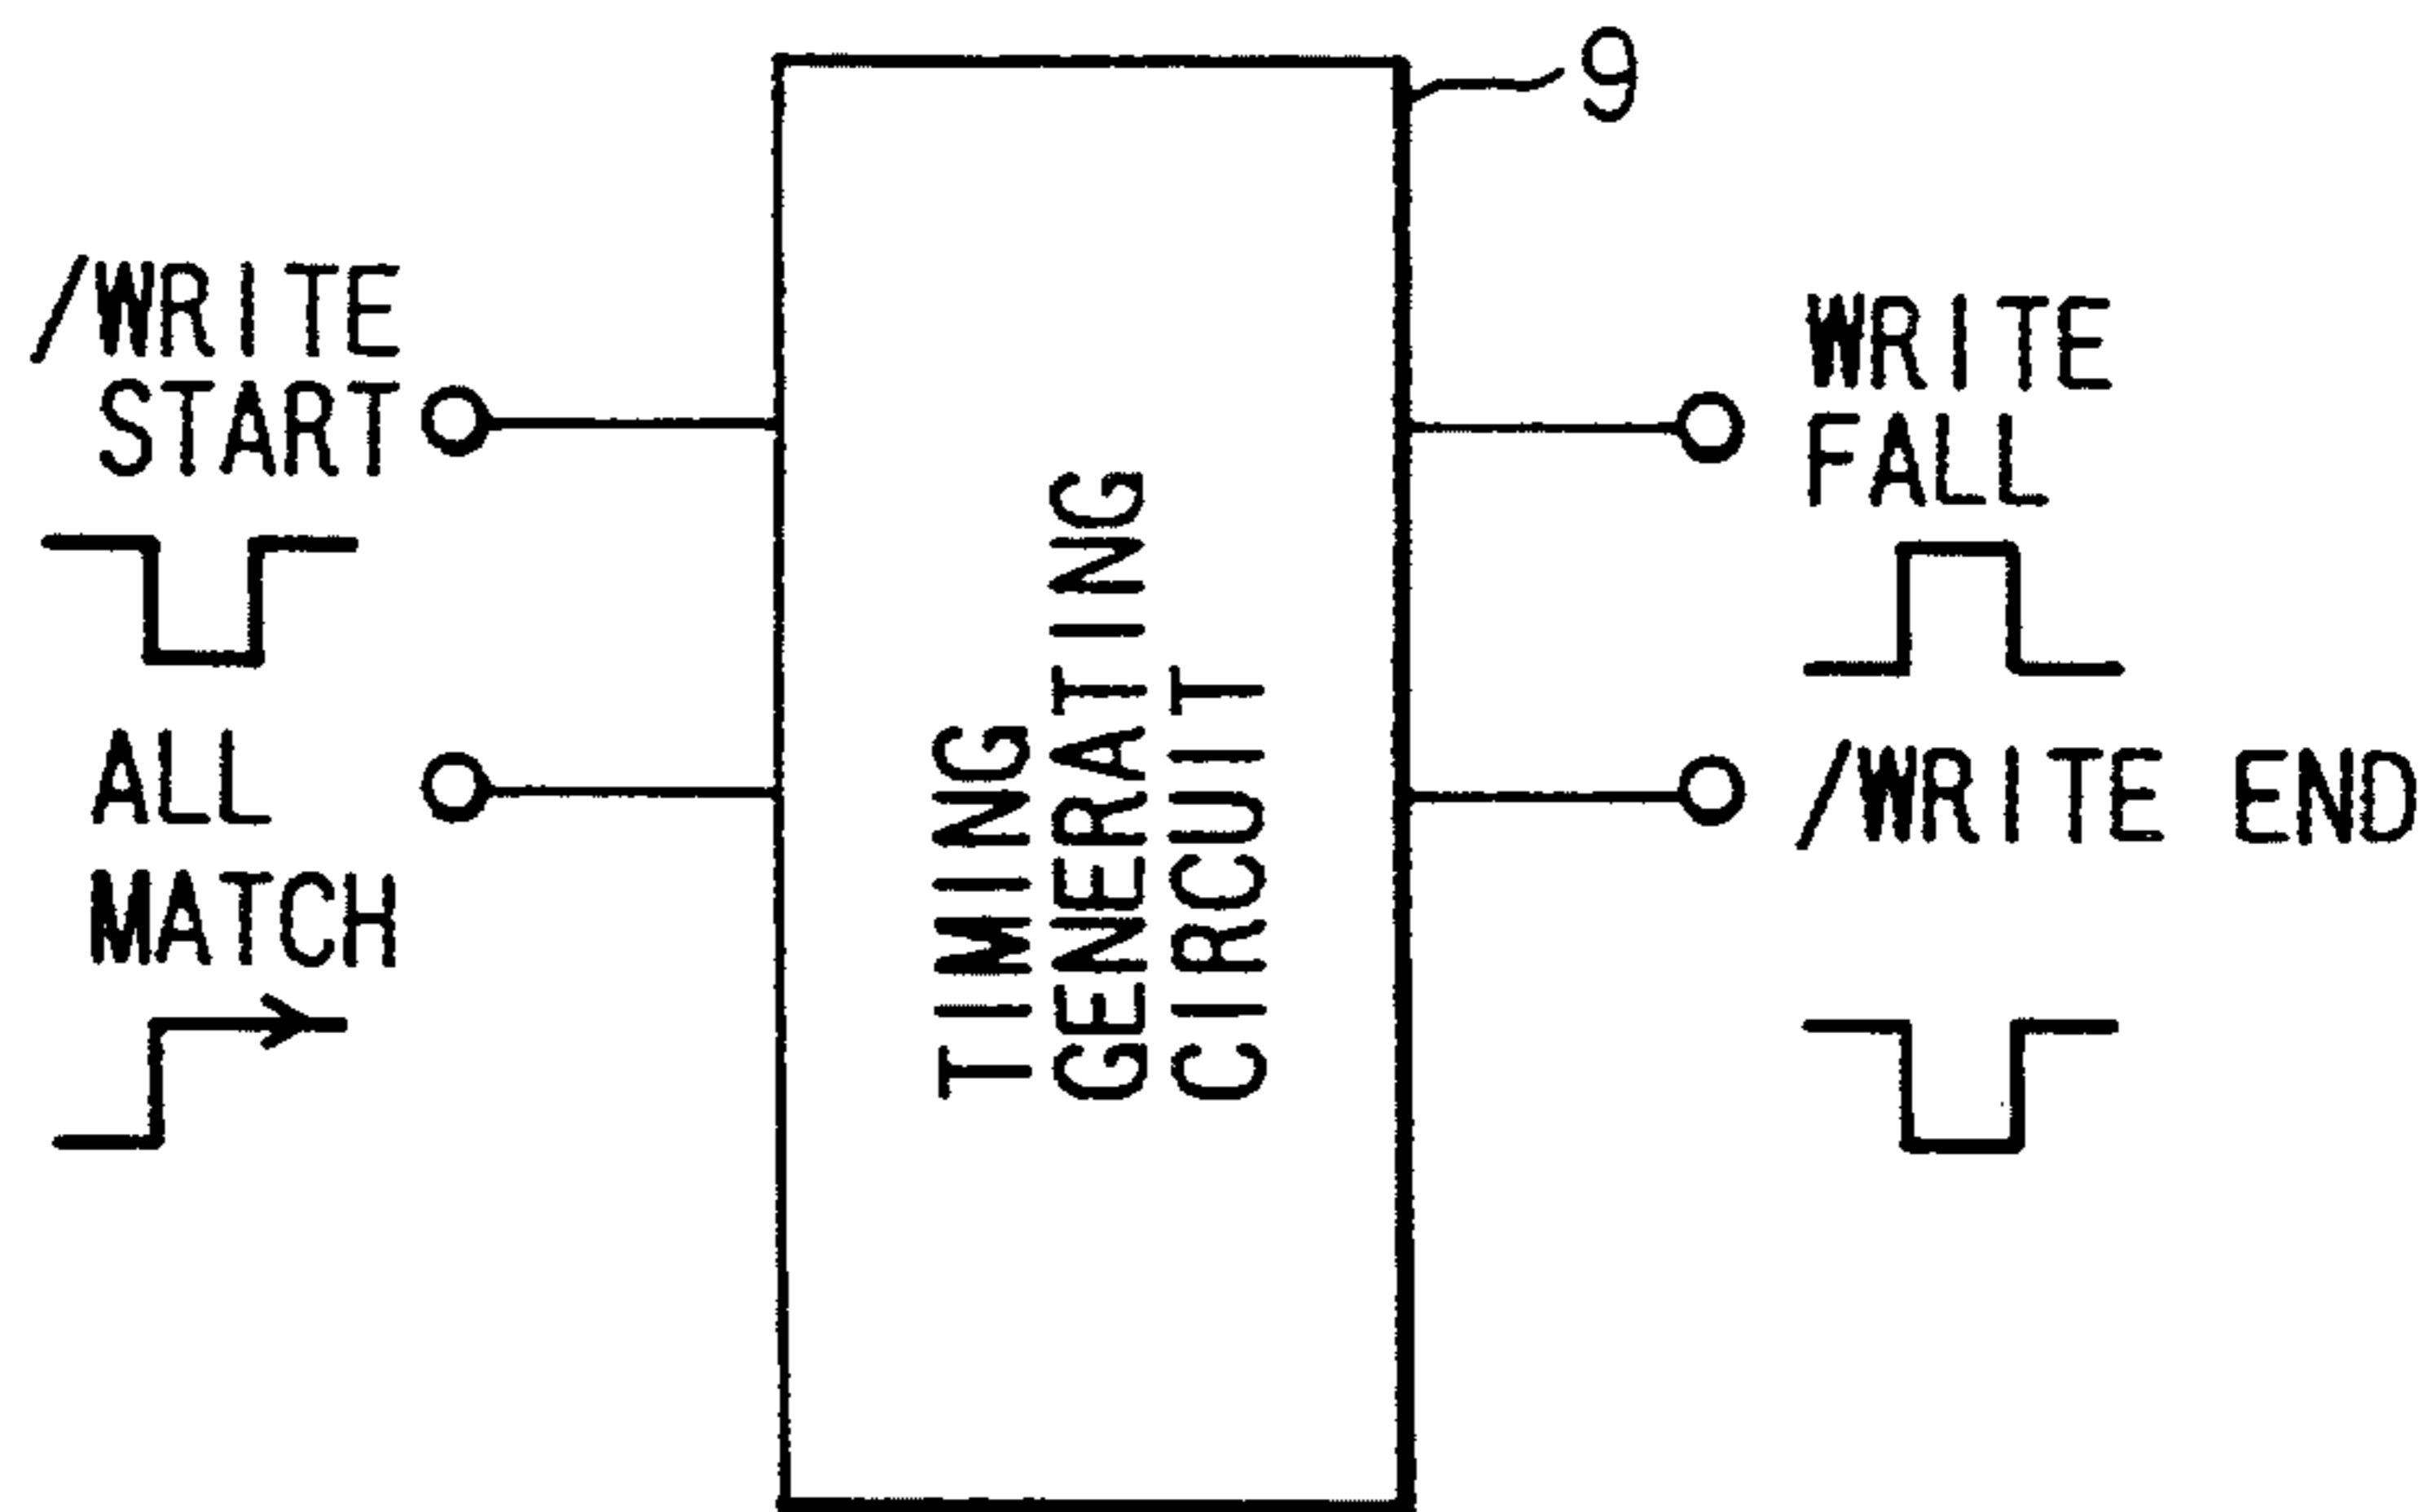 9
/WRITE
START
ALL
MATCH
TIMING
GENERATING
CIRCUIT
WRITE
FALL
/WRITE END